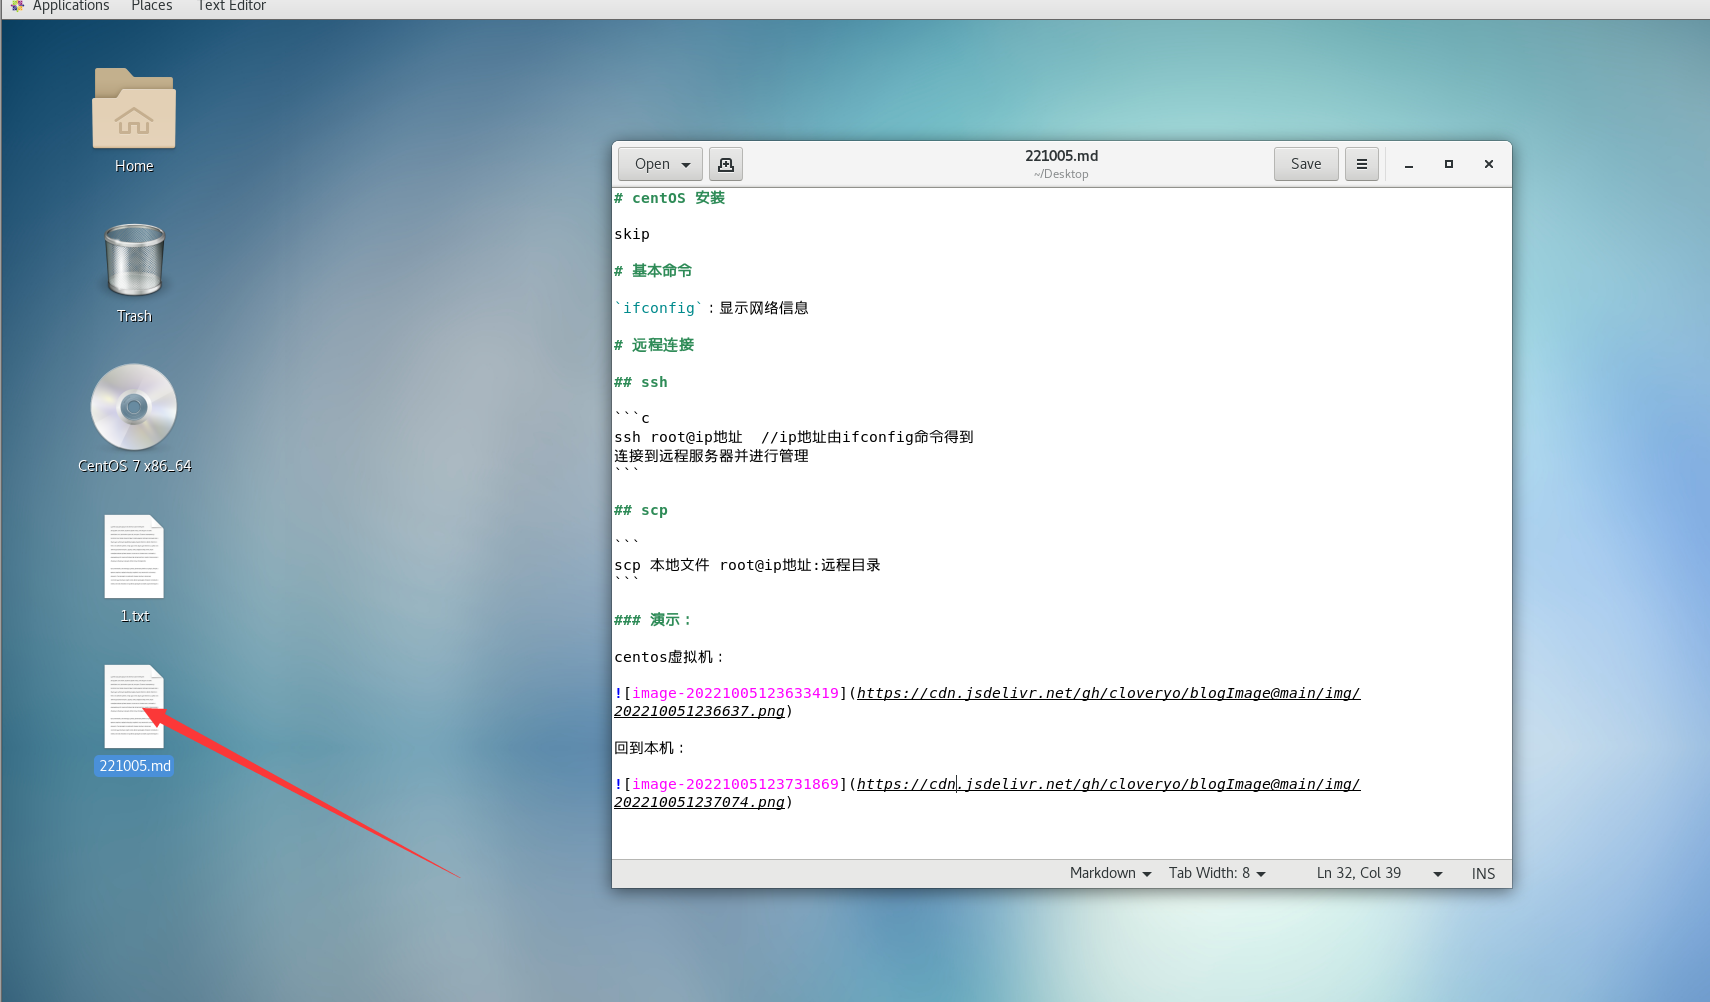 Applications Places Text Editor
Home
Trash
CentOS 7 x86_64
1.txt
221005.md
Open
221005.md
~/Desktop
Save
# centOS 安装
skip
# 基本命令
`ifconfig`：显示网络信息
# 远程连接
## ssh
```c
ssh root@ip地址  //ip地址由ifconfig命令得到
连接到远程服务器并进行管理
```
## scp
```
scp 本地文件 root@ip地址:远程目录
```
### 演示：
centos虚拟机：
![image-20221005123633419](https://cdn.jsdelivr.net/gh/cloveryo/blogImage@main/img/
202210051236637.png)
回到本机：
![image-20221005123731869](https://cdn.jsdelivr.net/gh/cloveryo/blogImage@main/img/
202210051237074.png)
Markdown Tab Width: 8 Ln 32, Col 39 INS